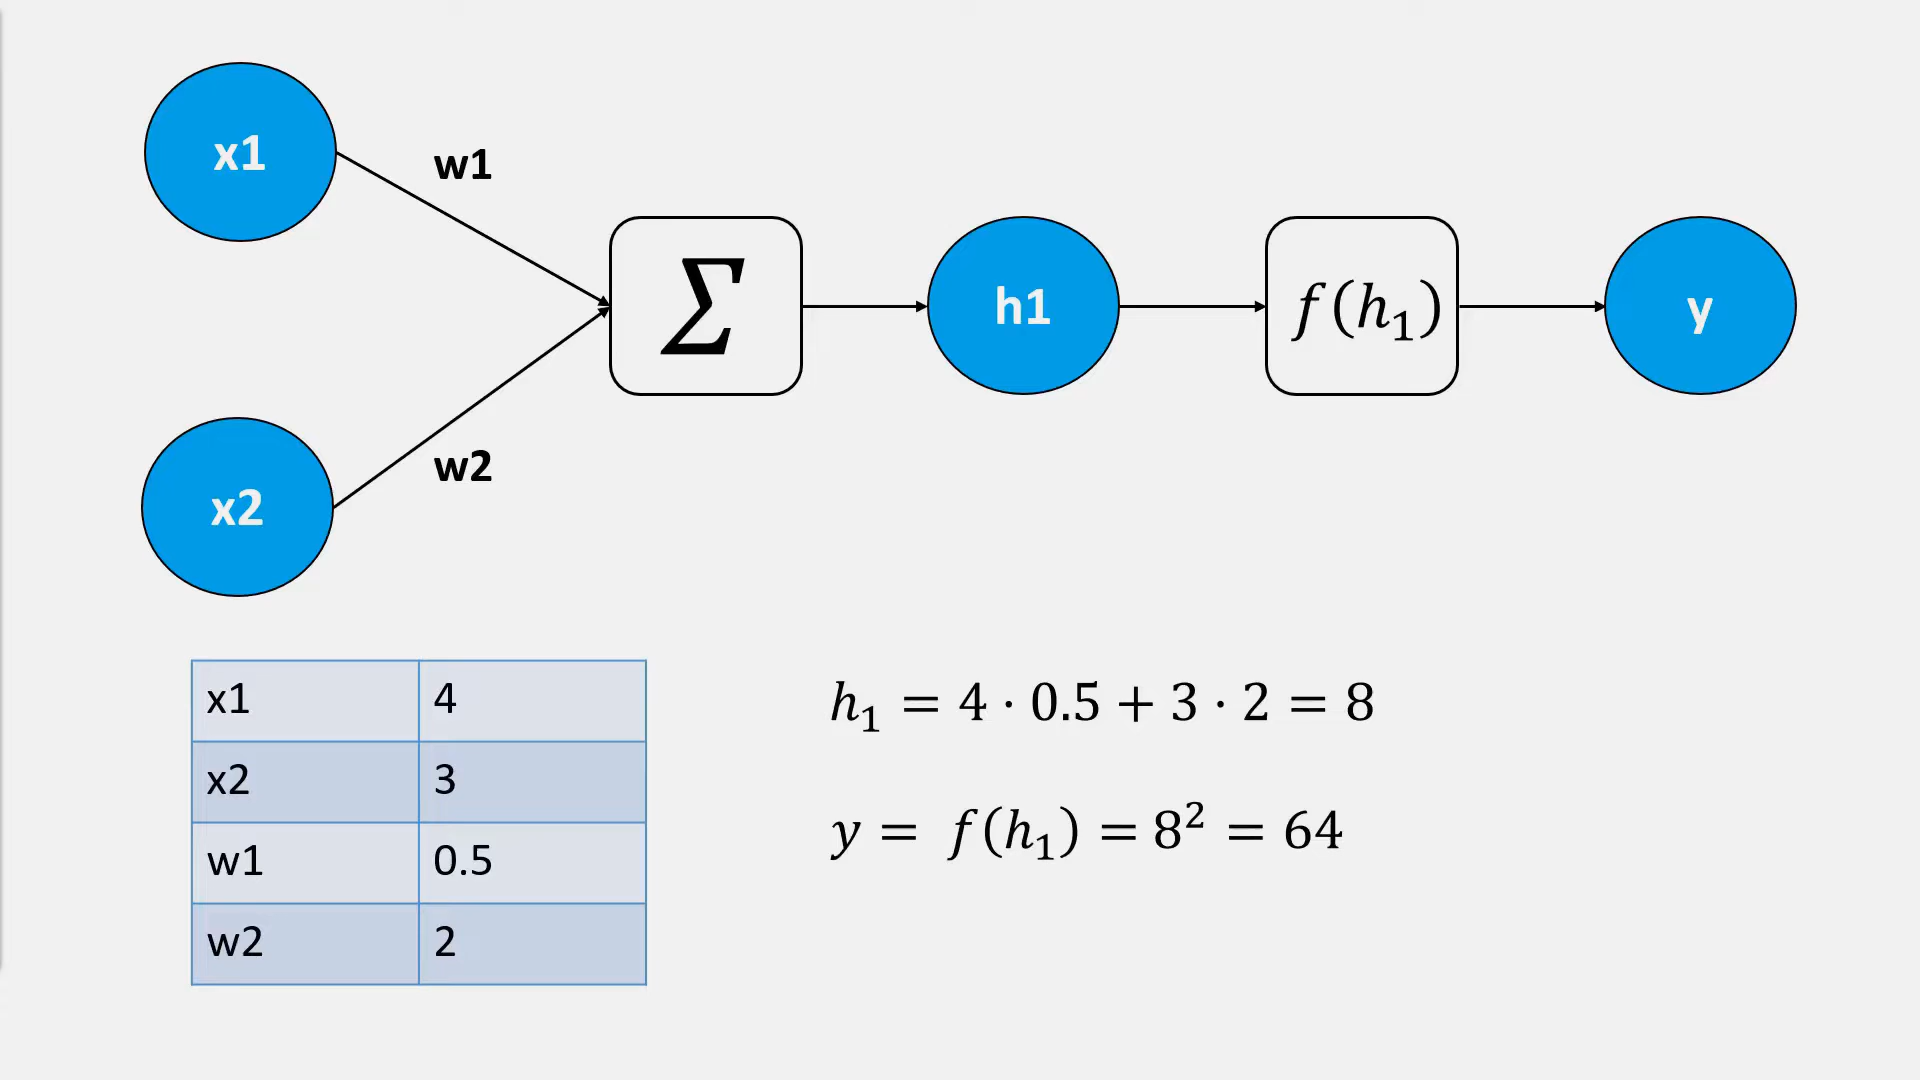 x1
w1
∑
h1
f(h₁)
y
w2
x2
x1 4
x2 3
w1 0.5
w2 2
h₁ = 4 · 0.5 + 3 · 2 = 8
y = f(h₁) = 8² = 64